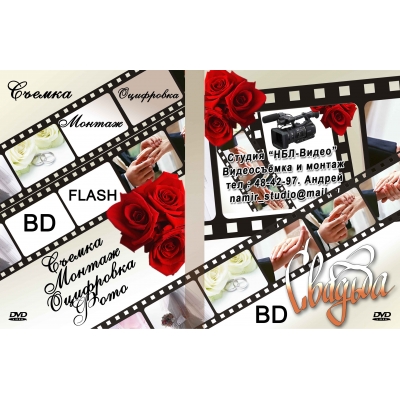 Съемка
Оцифровка
Монтаж
FLASH
BD
Съемка
Монтаж
Оцифровка
Фото
DVD
Студия "НБЛ-Видео"
Видеосъёмка и монтаж
тел : 48-42-97. Андрей
namir_studio@mail.
Свадьба
BD
DVD